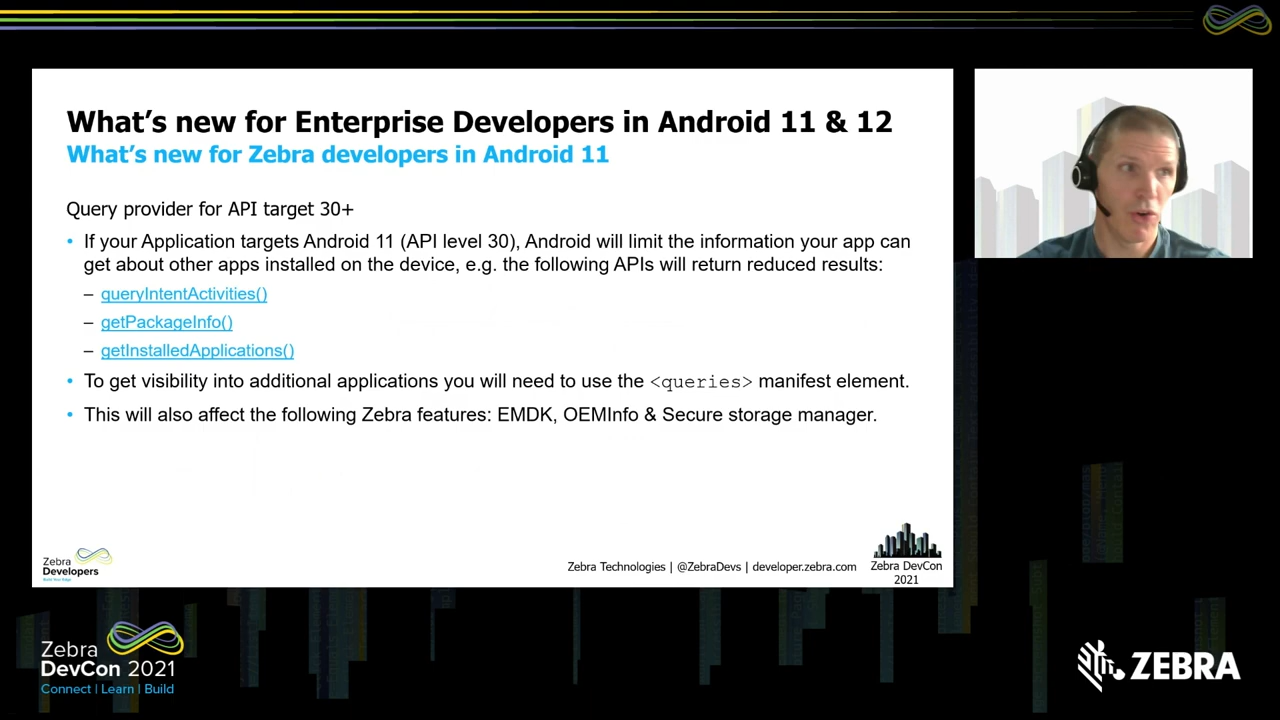 What's new for Enterprise Developers in Android 11 & 12
What's new for Zebra developers in Android 11
Query provider for API target 30+
• If your Application targets Android 11 (API level 30), Android will limit the information your app can
get about other apps installed on the device, e.g. the following APIs will return reduced results:
– queryIntentActivities()
– getPackageInfo()
– getInstalledApplications()
• To get visibility into additional applications you will need to use the <queries> manifest element.
• This will also affect the following Zebra features: EMDK, OEMInfo & Secure storage manager.
Zebra
Developers
Build Your Edge
Zebra Technologies | @ZebraDevs | developer.zebra.com
Zebra DevCon
2021
Zebra
DevCon 2021
Connect | Learn | Build
ZEBRA